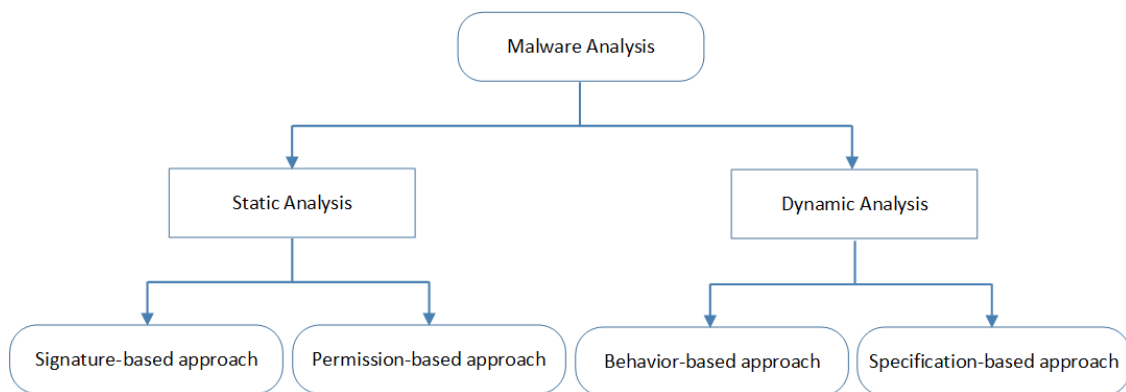 Malware Analysis
Static Analysis
Dynamic Analysis
Signature-based approach
Permission-based approach
Behavior-based approach
Specification-based approach